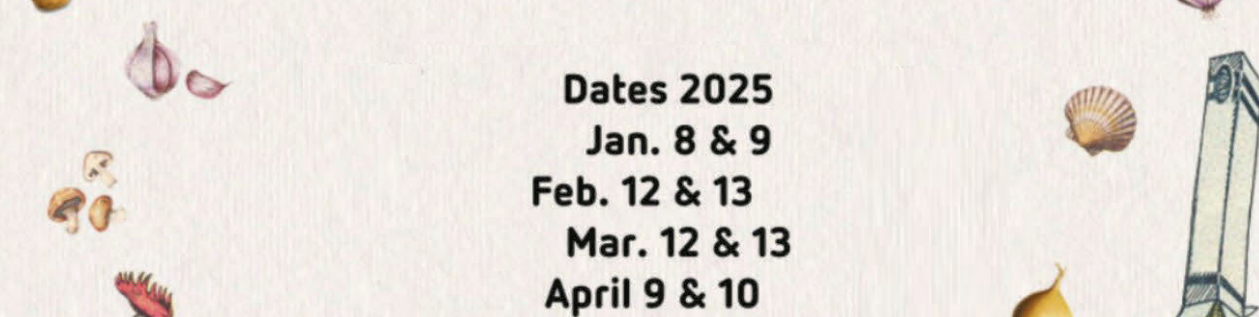 Dates 2025
Jan. 8 & 9
Feb. 12 & 13
Mar. 12 & 13
April 9 & 10